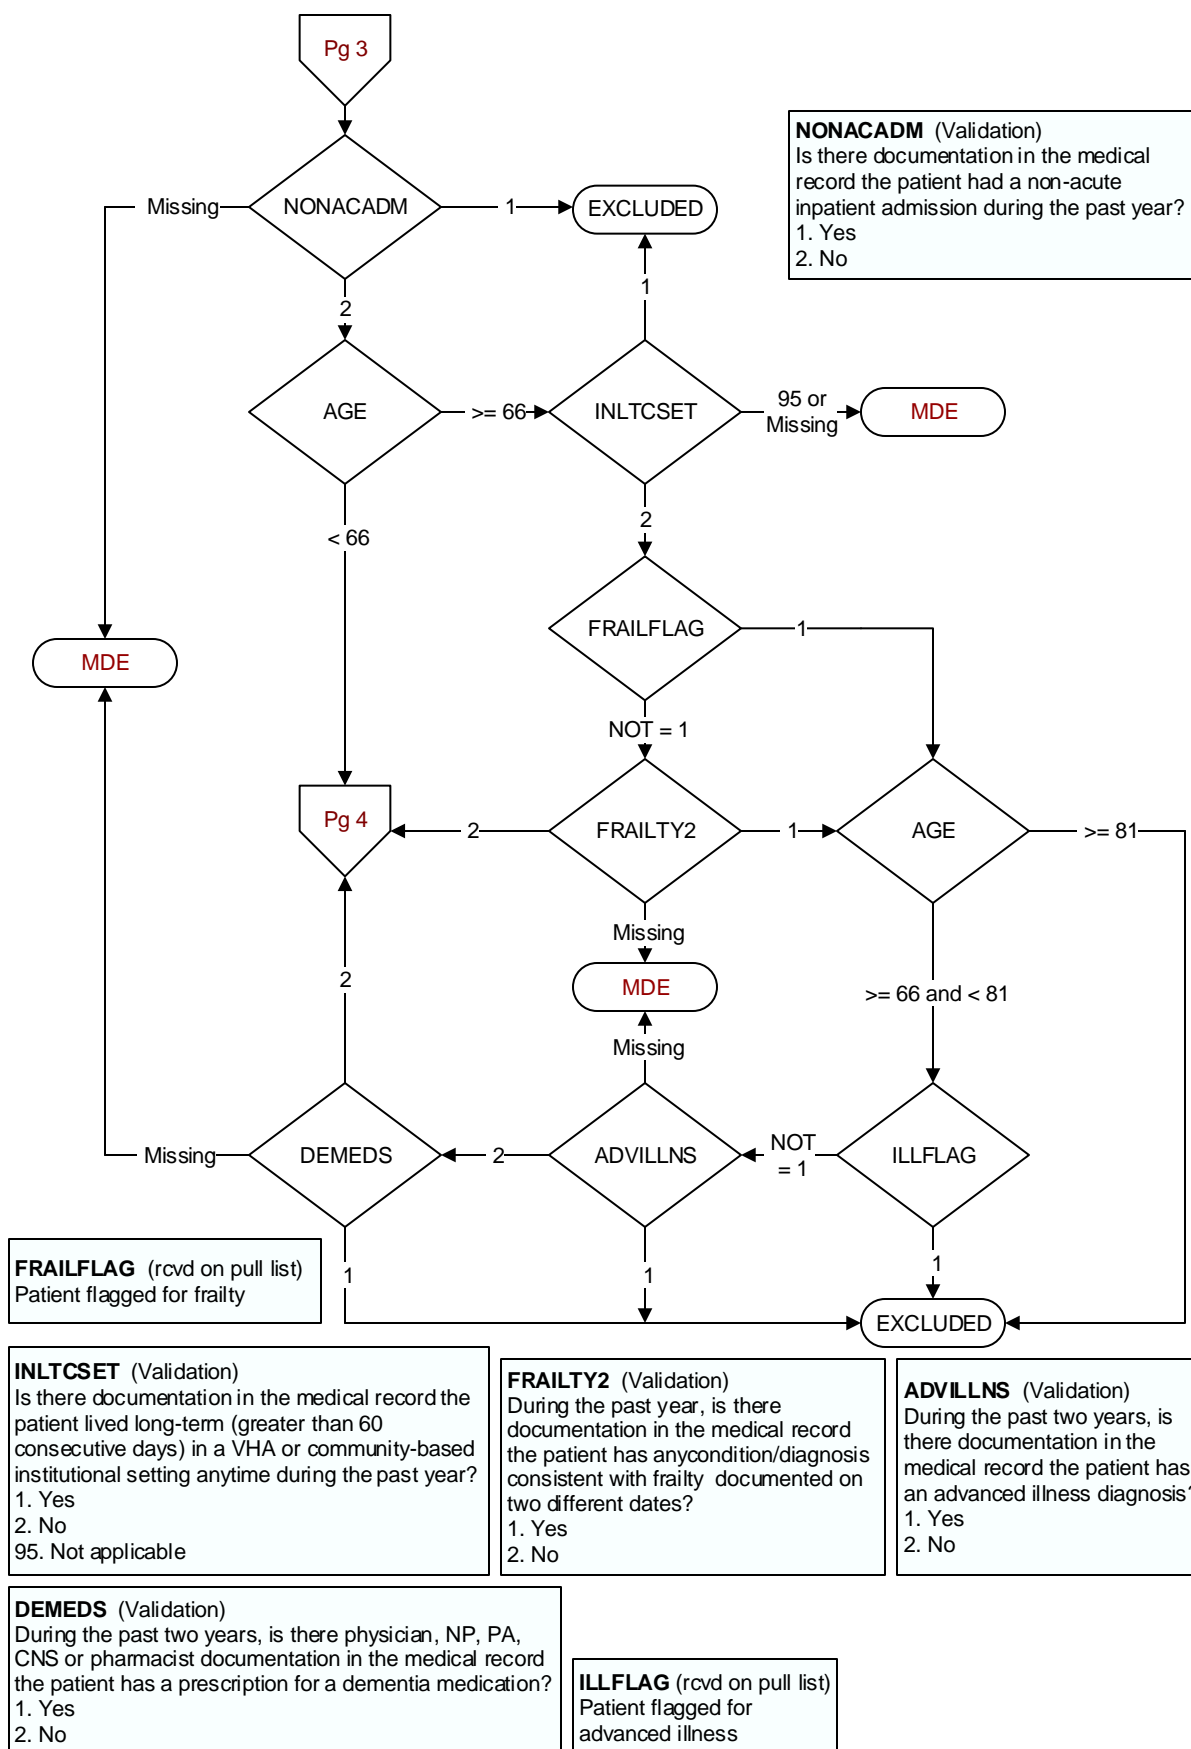 Pg 3
NONACADM (Validation)
Is there documentation in the medical
record the patient had a non-acute
inpatient admission during the past year?
1. Yes
2. No
Missing
NONACADM
1
EXCLUDED
2
1
AGE
>= 66
INLTCSET
95 or
Missing
MDE
< 66
2
FRAILFLAG
1
MDE
NOT = 1
Pg 4
2
FRAILTY2
1
AGE
>= 81
Missing
MDE
2
>= 66 and < 81
Missing
Missing
DEMEDS
2
ADVILLNS
NOT
= 1
ILLFLAG
1
1
1
EXCLUDED
FRAILFLAG (rcvd on pull list)
Patient flagged for frailty
INLTCSET (Validation)
Is there documentation in the medical record the
patient lived long-term (greater than 60
consecutive days) in a VHA or community-based
institutional setting anytime during the past year?
1. Yes
2. No
95. Not applicable
FRAILTY2 (Validation)
During the past year, is there
documentation in the medical record
the patient has anycondition/diagnosis
consistent with frailty documented on
two different dates?
1. Yes
2. No
ADVILLNS (Validation)
During the past two years, is
there documentation in the
medical record the patient has
an advanced illness diagnosis?
1. Yes
2. No
DEMEDS (Validation)
During the past two years, is there physician, NP, PA,
CNS or pharmacist documentation in the medical record
the patient has a prescription for a dementia medication?
1. Yes
2. No
ILLFLAG (rcvd on pull list)
Patient flagged for
advanced illness